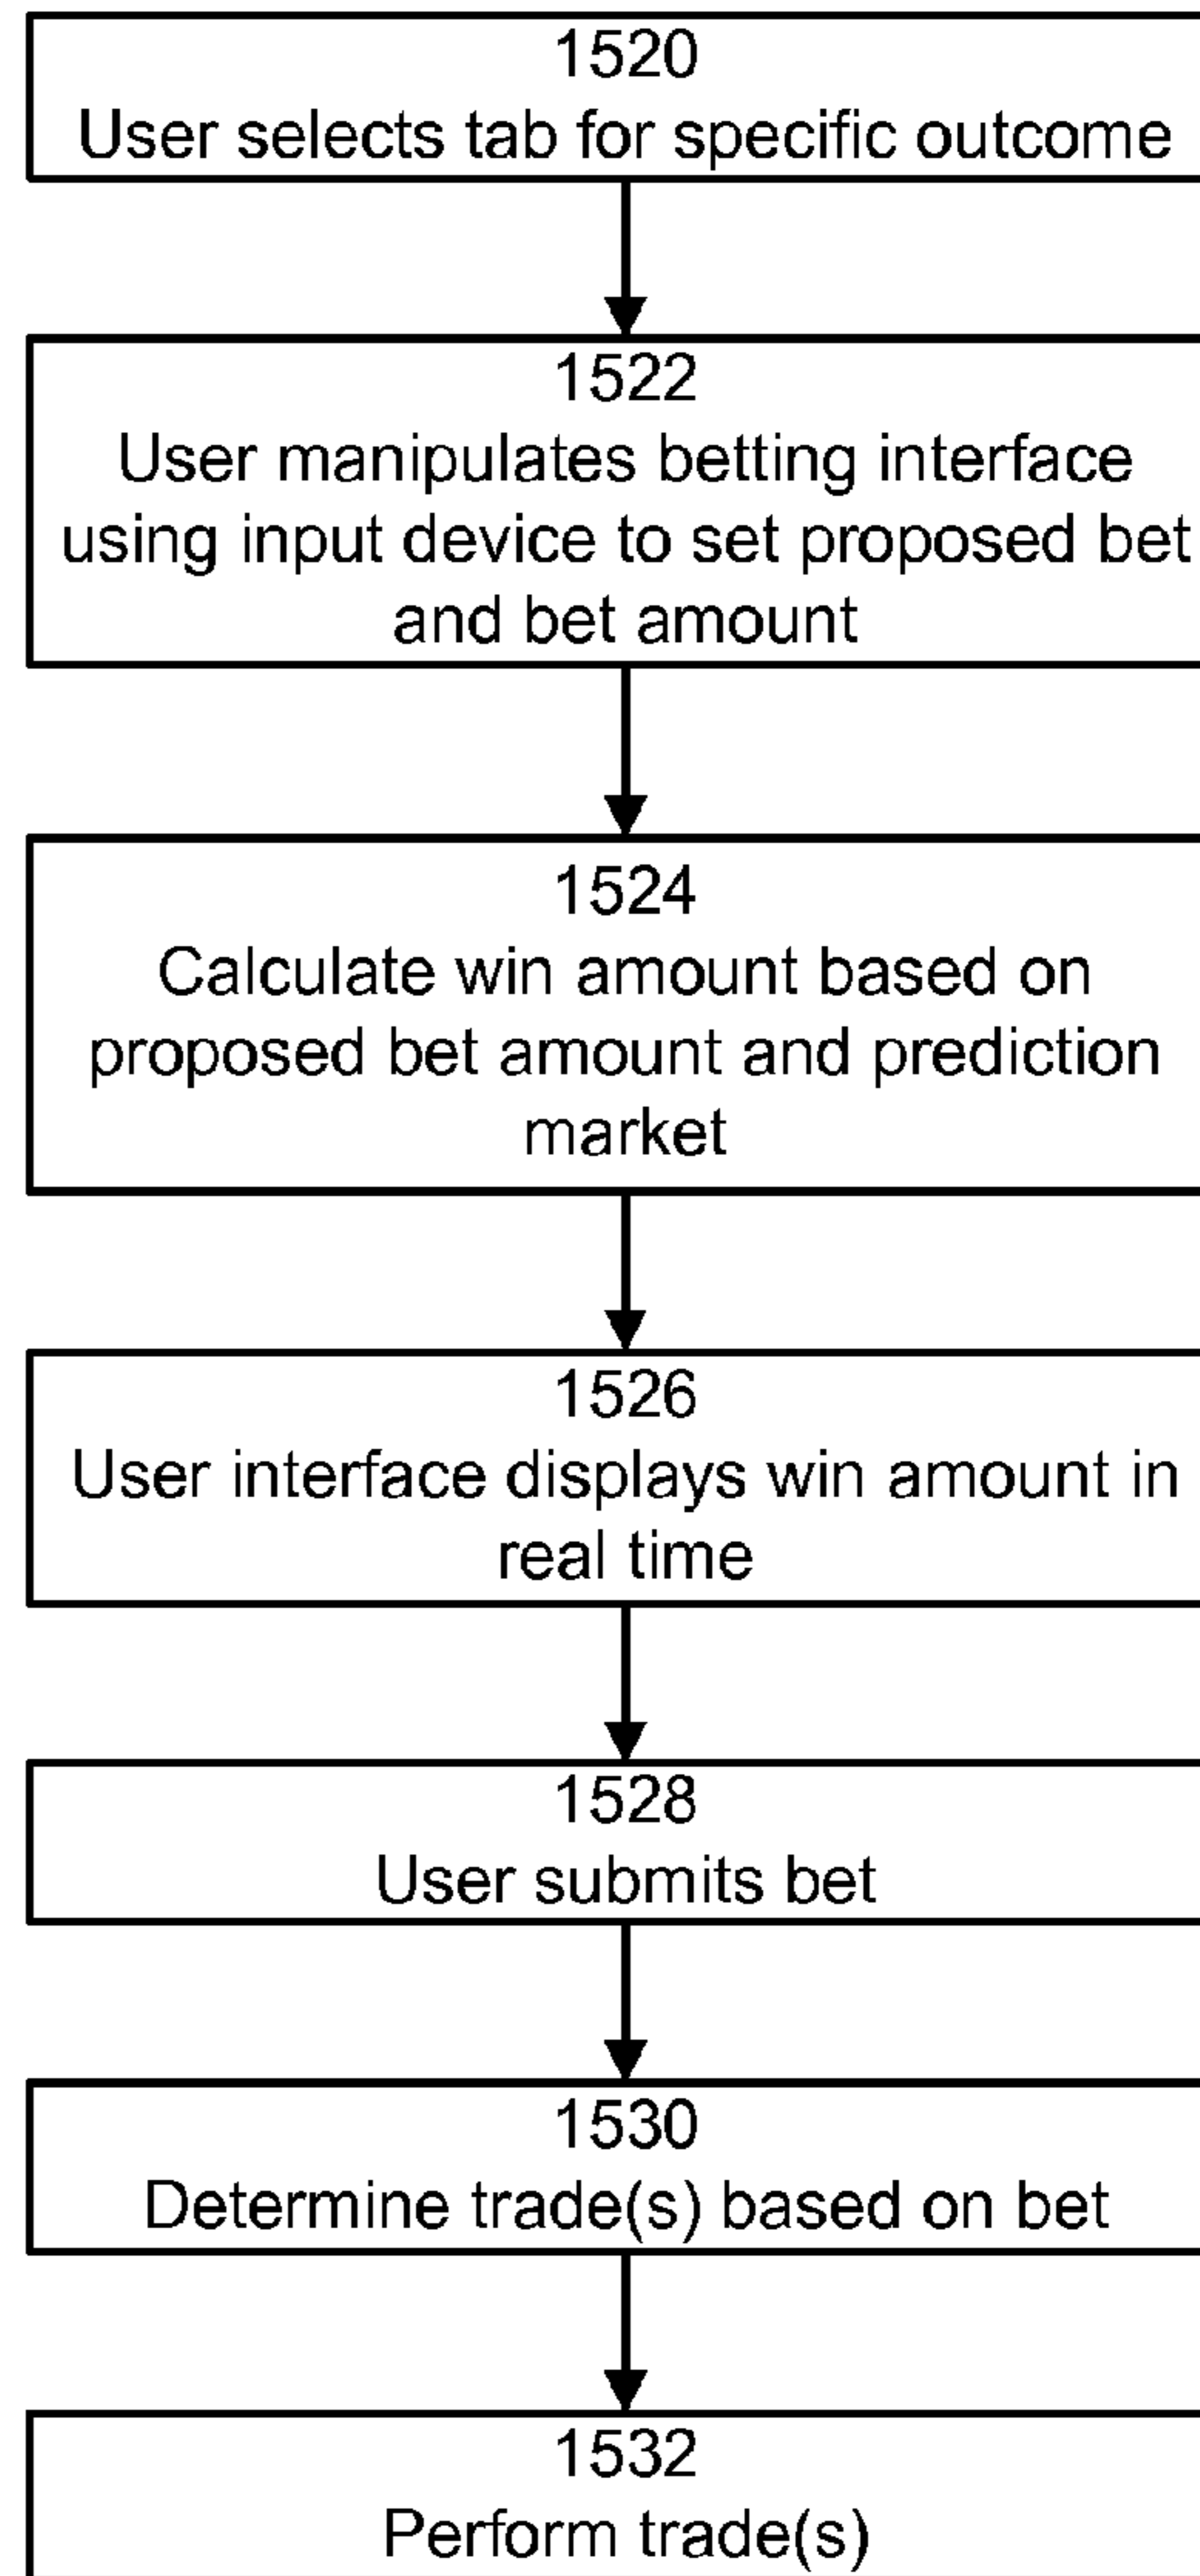 1520
User selects tab for specific outcome
1522
User manipulates betting interface
using input device to set proposed bet
and bet amount
1524
Calculate win amount based on
proposed bet amount and prediction
market
1526
User interface displays win amount in
real time
1528
User submits bet
1530
Determine trade(s) based on bet
1532
Perform trade(s)